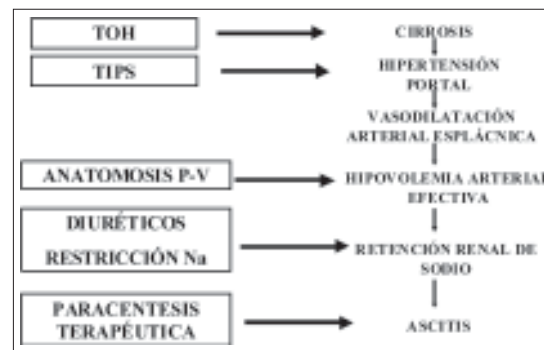 TOH
CIRROSIS
TIPS
HIPERTENSIÓN
PORTAL
VASODILATACIÓN
ARTERIAL ESPLÁCNICA
ANATOMOSIS P-V
HIPOVOLEMIA ARTERIAL
EFECTIVA
DIURÉTICOS
RESTRICCIÓN Na
RETENCIÓN RENAL DE
SODIO
PARACENTESIS
TERAPÉUTICA
ASCITIS